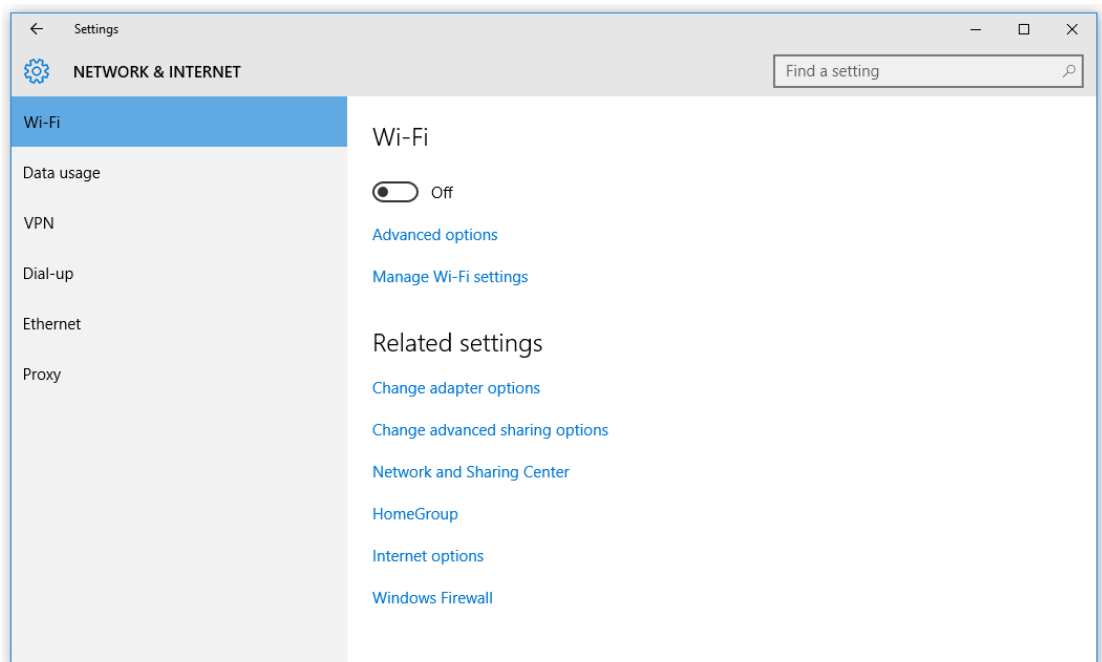 Settings
NETWORK & INTERNET
Find a setting
Wi-Fi
Data usage
VPN
Dial-up
Ethernet
Proxy
Wi-Fi
Off
Advanced options
Manage Wi-Fi settings
Related settings
Change adapter options
Change advanced sharing options
Network and Sharing Center
HomeGroup
Internet options
Windows Firewall